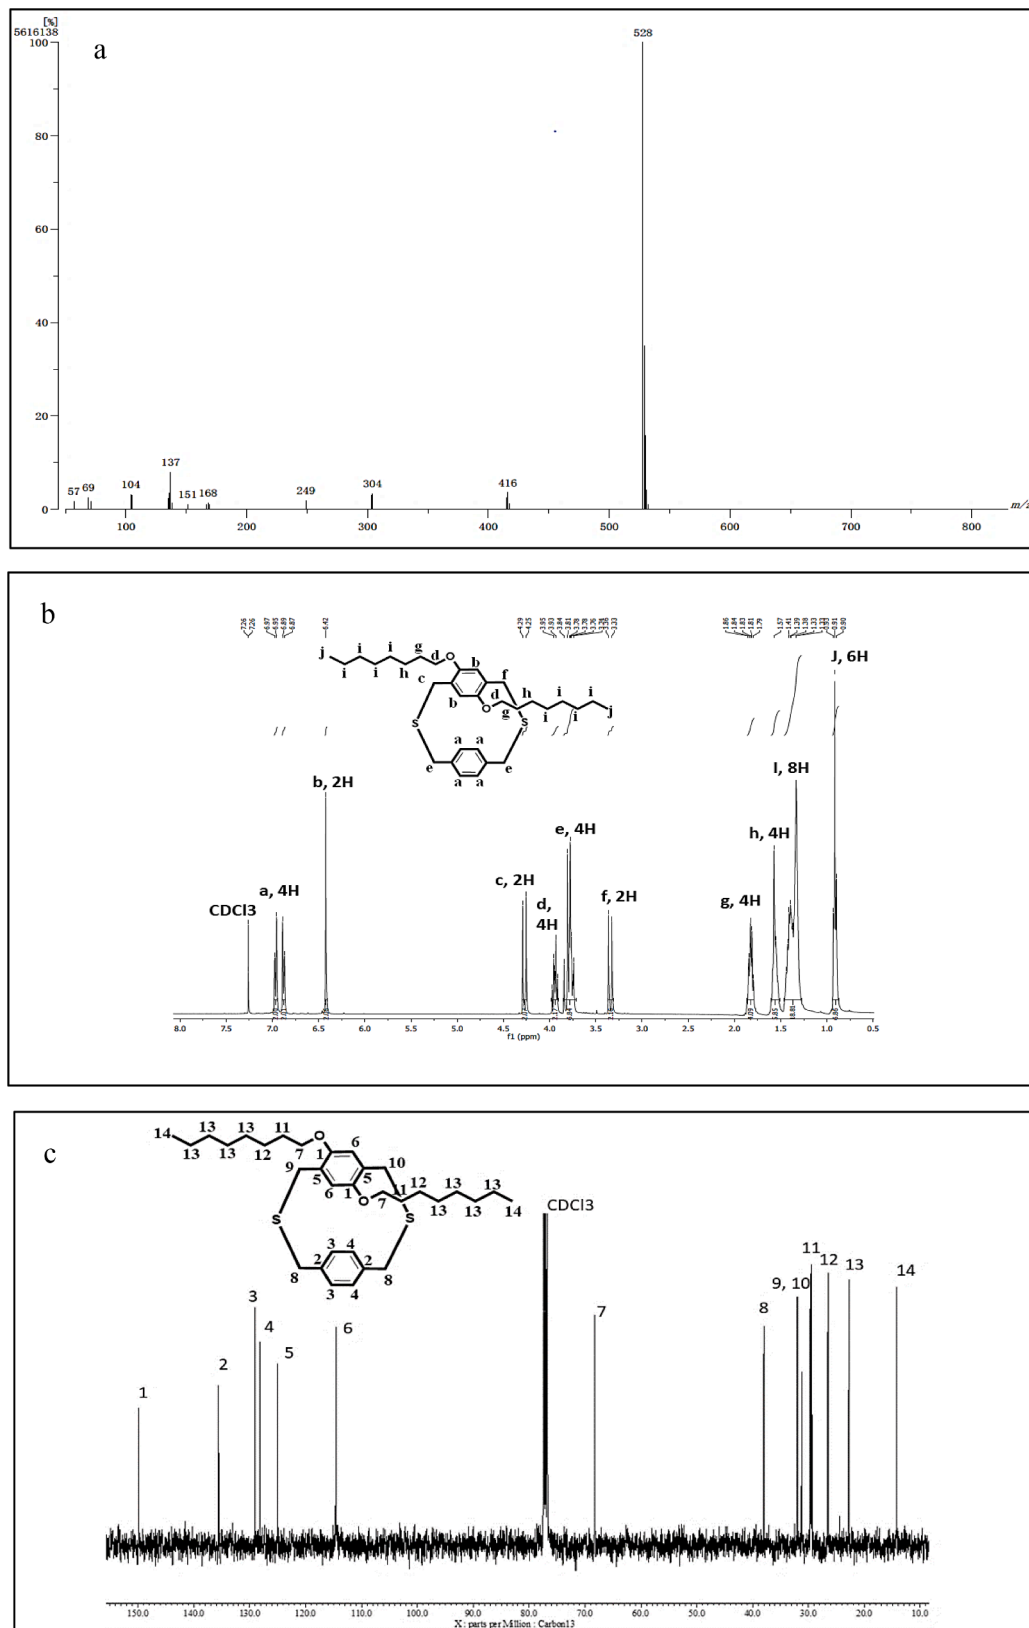 [%]
5616138
100
a
528
80
60
40
20
0
57
69
104
137
151
168
249
304
416
100
200
300
400
500
600
700
800
m/z
b
7.26
7.26
6.97
6.95
6.89
6.87
6.42
4.29
4.25
3.95
3.93
3.84
3.81
3.78
3.78
3.76
3.33
1.86
1.84
1.83
1.81
1.79
1.57
1.41
1.39
1.38
1.33
0.91
0.90
j
i
i
i
i
h
g
d
O
b
f
c
b
O
d
g
h
i
i
i
i
j
S
S
a
a
e
e
a
a
CDCl3
a, 4H
b, 2H
c, 2H
d,
4H
e, 4H
f, 2H
g, 4H
h, 4H
I, 8H
J, 6H
8.0 7.5 7.0 6.5 6.0 5.5 5.0 4.5 4.0 3.5 3.0 2.5 2.0 1.5 1.0 0.5
f1 (ppm)
c
14
13
13
13
13
12
11
7
O
1
6
9
5
5
10
6
1
O
7
11
12
13
13
13
13
14
S
S
3
4
2
2
8
8
3
4
CDCl3
1
2
3
4
5
6
7
8
9, 10
11
12
13
14
150.0 140.0 130.0 120.0 110.0 100.0 90.0 80.0 70.0 60.0 50.0 40.0 30.0 20.0 10.0
X : parts per Million : Carbon13